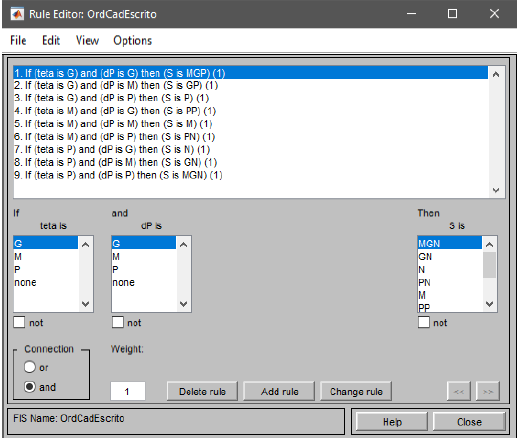 Rule Editor: OrdCadEscrito
File Edit View Options
1. If (teta is G) and (dP is G) then (S is MGP) (1)
2. If (teta is G) and (dP is M) then (S is GP) (1)
3. If (teta is G) and (dP is P) then (S is P) (1)
4. If (teta is M) and (dP is G) then (S is PP) (1)
5. If (teta is M) and (dP is M) then (S is M) (1)
6. If (teta is M) and (dP is P) then (S is PN) (1)
7. If (teta is P) and (dP is G) then (S is N) (1)
8. If (teta is P) and (dP is M) then (S is GN) (1)
9. If (teta is P) and (dP is P) then (S is MGN) (1)
If and Then
teta is dP is S is
G G MGN
M M GN
P P N
none none PN
M
PP
not not not
Connection Weight:
or
and 1 Delete rule Add rule Change rule << >>
FIS Name: OrdCadEscrito Help Close